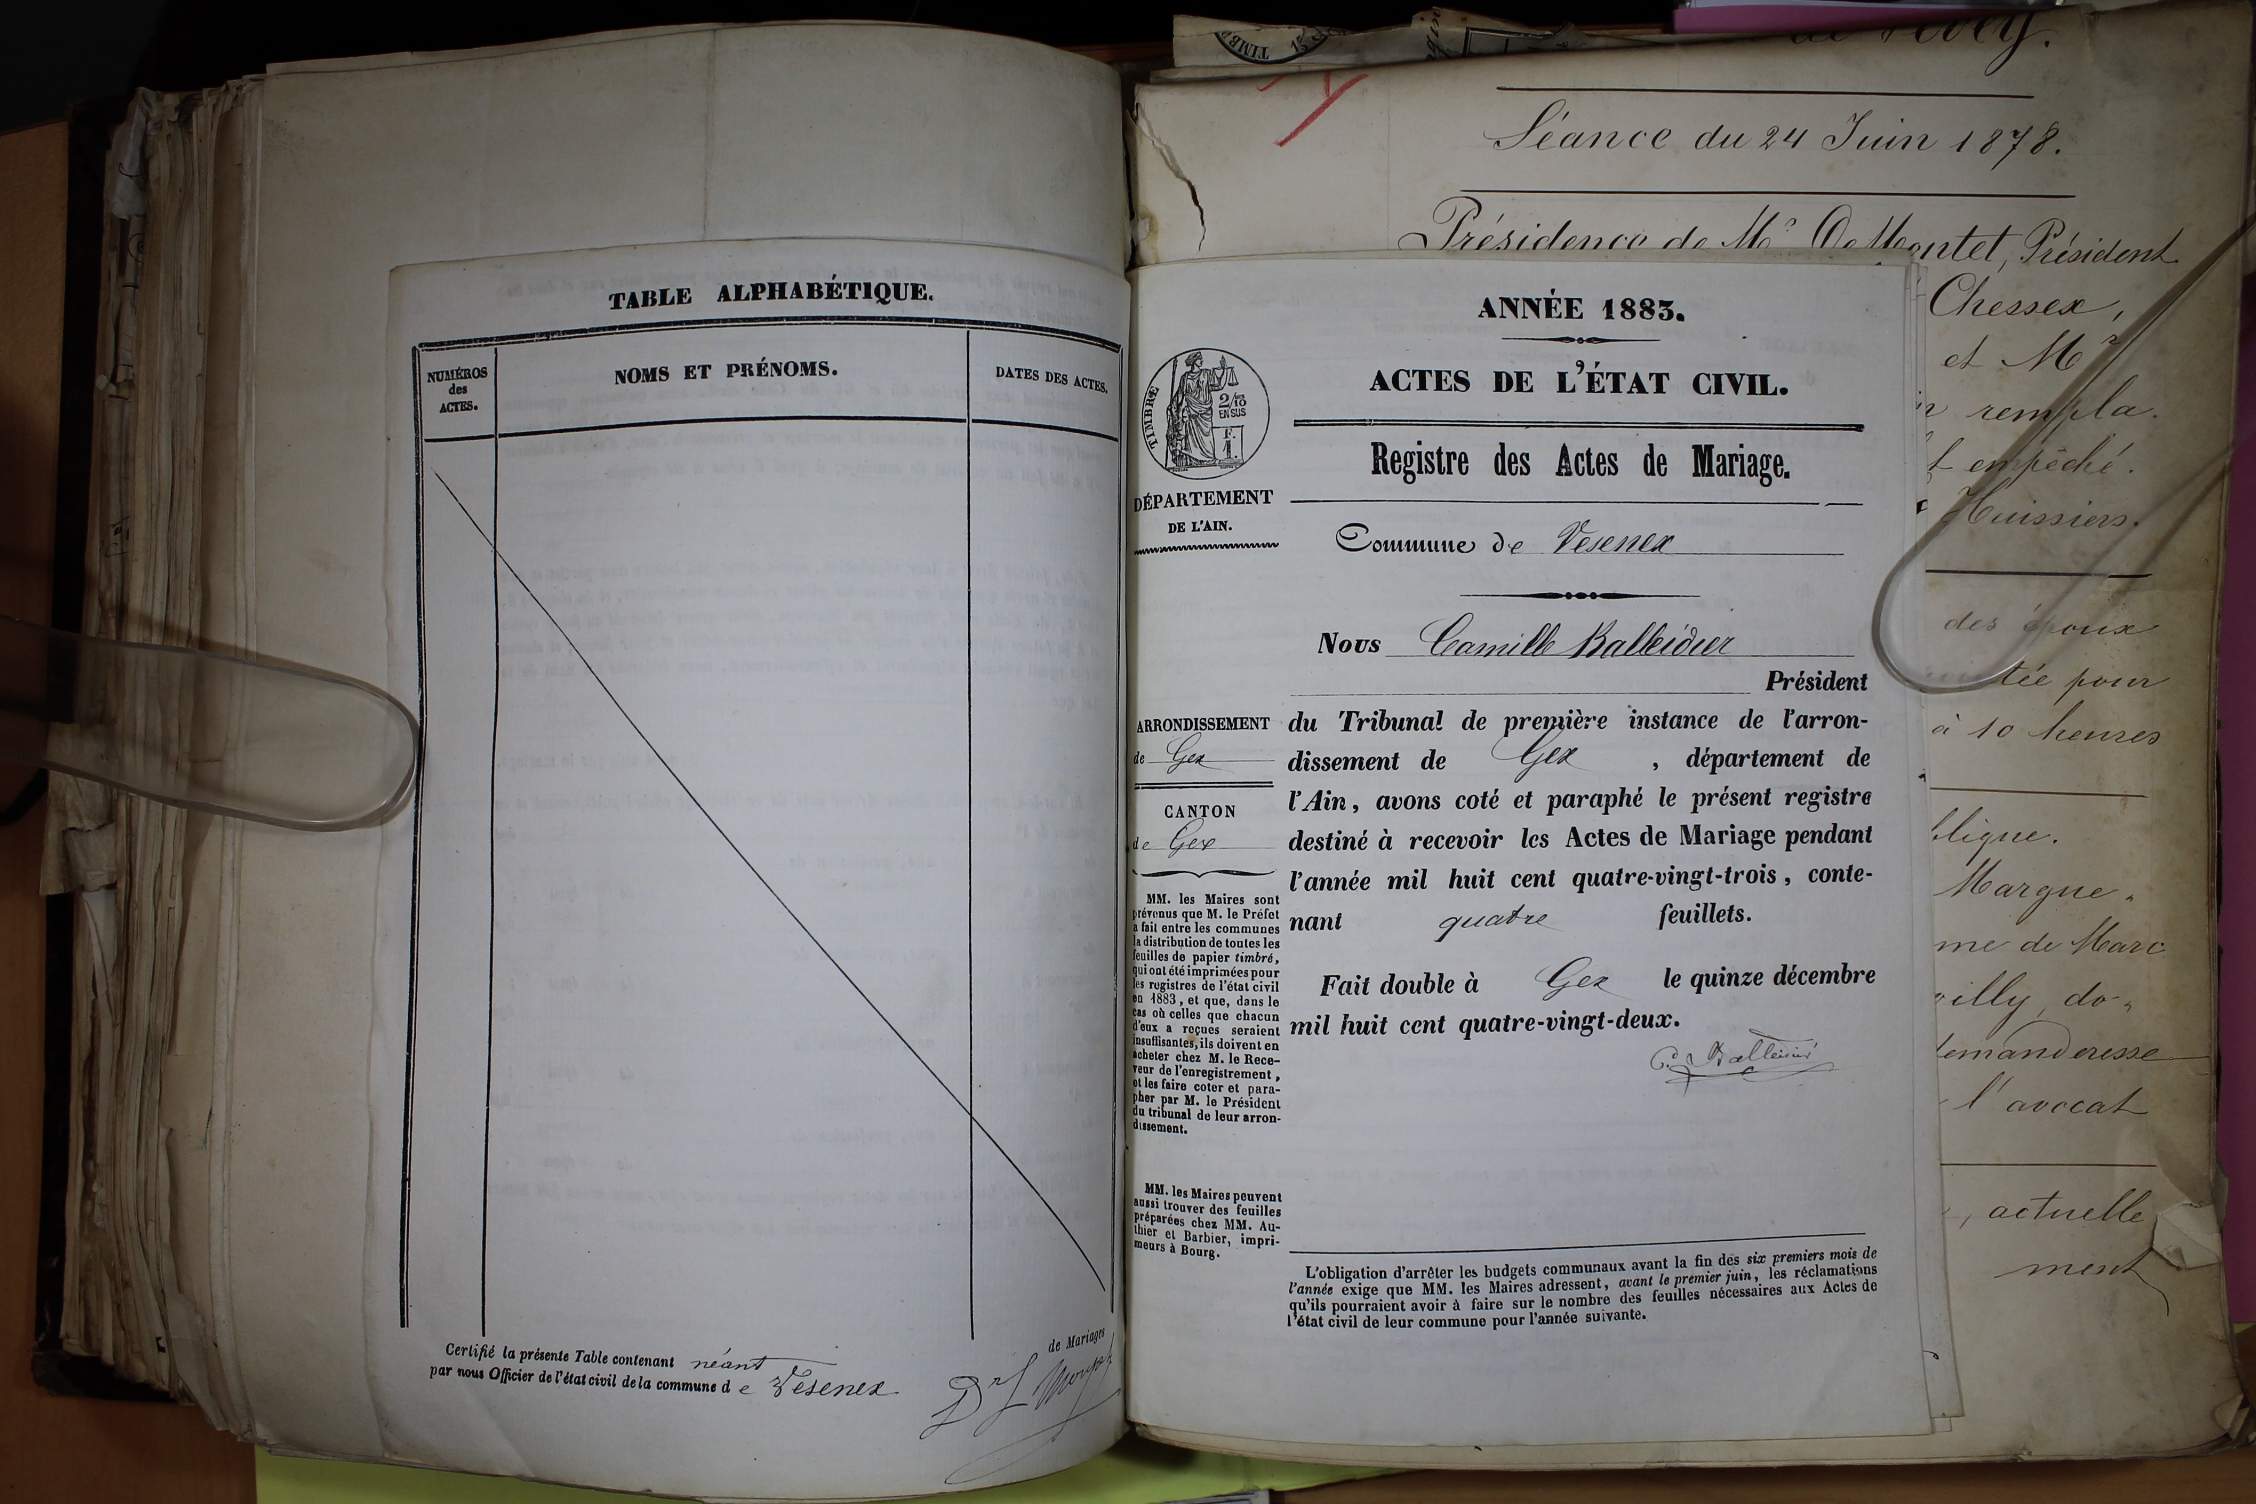 TABLE ALPHABÉTIQUE.
NUMÉROS
des
ACTES.
NOMS ET PRÉNOMS.
DATES DES ACTES.
Certifié la présente Table contenant néant de Mariages
par nous Officier de l'état civil de la commune d e Vesenex
TIMB
Séance du 24 Juin 1878.
Présidence de Mr DeMontet, Président
Chessex,
et Mr
rempla.
empêché.
Huissiers.
des époux
tée pour
à 10 heures
blique.
Margue„
me de Marc
villy, do„
demanderesse
l'avocat
, actuelle
ment
ANNÉE 1883.
ACTES DE L'ÉTAT CIVIL.
TIMBRE
2/10
EN SUS
F.
1.
Registre des Actes de Mariage.
DÉPARTEMENT
DE L'AIN.
Commune de Vesenex
Nous Camille Balleidier
Président
ARRONDISSEMENT
de Gex
CANTON
de Gex
du Tribunal de première instance de l'arron-
dissement de Gex , département de
l'Ain, avons coté et paraphé le présent registre
destiné à recevoir les Actes de Mariage pendant
l'année mil huit cent quatre-vingt-trois, conte-
nant quatre feuillets.
Fait double à Gex le quinze décembre
mil huit cent quatre-vingt-deux.
C. Balleidier
MM. les Maires sont
prévenus que M. le Préfet
a fait entre les communes
la distribution de toutes les
feuilles de papier timbré,
qui ont été imprimées pour
les registres de l'état civil
en 1883, et que, dans le
cas où celles que chacun
d'eux a reçues seraient
insuffisantes, ils doivent en
acheter chez M. le Rece-
veur de l'enregistrement,
et les faire coter et para-
pher par M. le Président
du tribunal de leur arron-
dissement.
MM. les Maires peuvent
aussi trouver des feuilles
préparées chez MM. Au-
thier et Barbier, impri-
meurs à Bourg.
L'obligation d'arrêter les budgets communaux avant la fin des six premiers mois de
l'année exige que MM. les Maires adressent, avant le premier juin, les réclamations
qu'ils pourraient avoir à faire sur le nombre des feuilles nécessaires aux Actes de
l'état civil de leur commune pour l'année suivante.